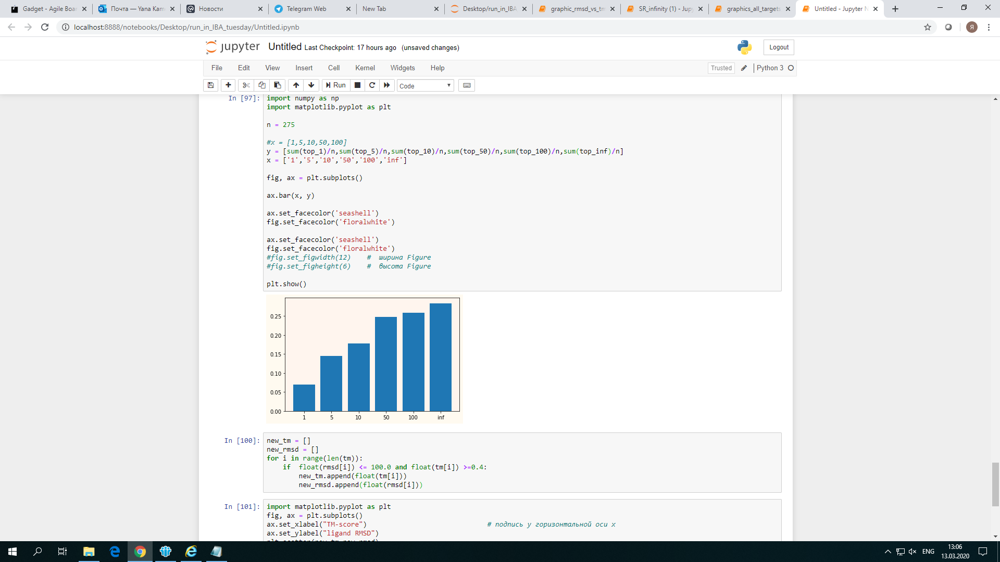 Gadget - Agile Boa
Почта — Yana Kam
Новости
Telegram Web
New Tab
Desktop/run_in_IBA
graphic_rmsd_vs_tm
SR_infinity (1) - Jup
graphics_all_targets
Untitled - Jupyter N
localhost:8888/notebooks/Desktop/run_in_IBA_tuesday/Untitled.ipynb
Я
jupyter Untitled Last Checkpoint: 17 hours ago (unsaved changes)
Logout
File Edit View Insert Cell Kernel Widgets Help
Trusted
Python 3
Run
Code
In [97]:
import numpy as np
import matplotlib.pyplot as plt
n = 275
#x = [1,5,10,50,100]
y = [sum(top_1)/n,sum(top_5)/n,sum(top_10)/n,sum(top_50)/n,sum(top_100)/n,sum(top_inf)/n]
x = ['1','5','10','50','100','inf']
fig, ax = plt.subplots()
ax.bar(x, y)
ax.set_facecolor('seashell')
fig.set_facecolor('floralwhite')
ax.set_facecolor('seashell')
fig.set_facecolor('floralwhite')
#fig.set_figwidth(12)    #  ширина Figure
#fig.set_figheight(6)    #  высота Figure
plt.show()
0.25
0.20
0.15
0.10
0.05
0.00
1 5 10 50 100 inf
In [100]:
new_tm = []
new_rmsd = []
for i in range(len(tm)):
    if  float(rmsd[i]) <= 100.0 and float(tm[i]) >=0.4:
        new_tm.append(float(tm[i]))
        new_rmsd.append(float(rmsd[i]))
In [101]:
import matplotlib.pyplot as plt
fig, ax = plt.subplots()
ax.set_xlabel("TM-score")                              # подпись у горизонтальной оси x
ax.set_ylabel("ligand RMSD")
plt.scatter(new_tm,new_rmsd)
ENG
13:06
13.03.2020